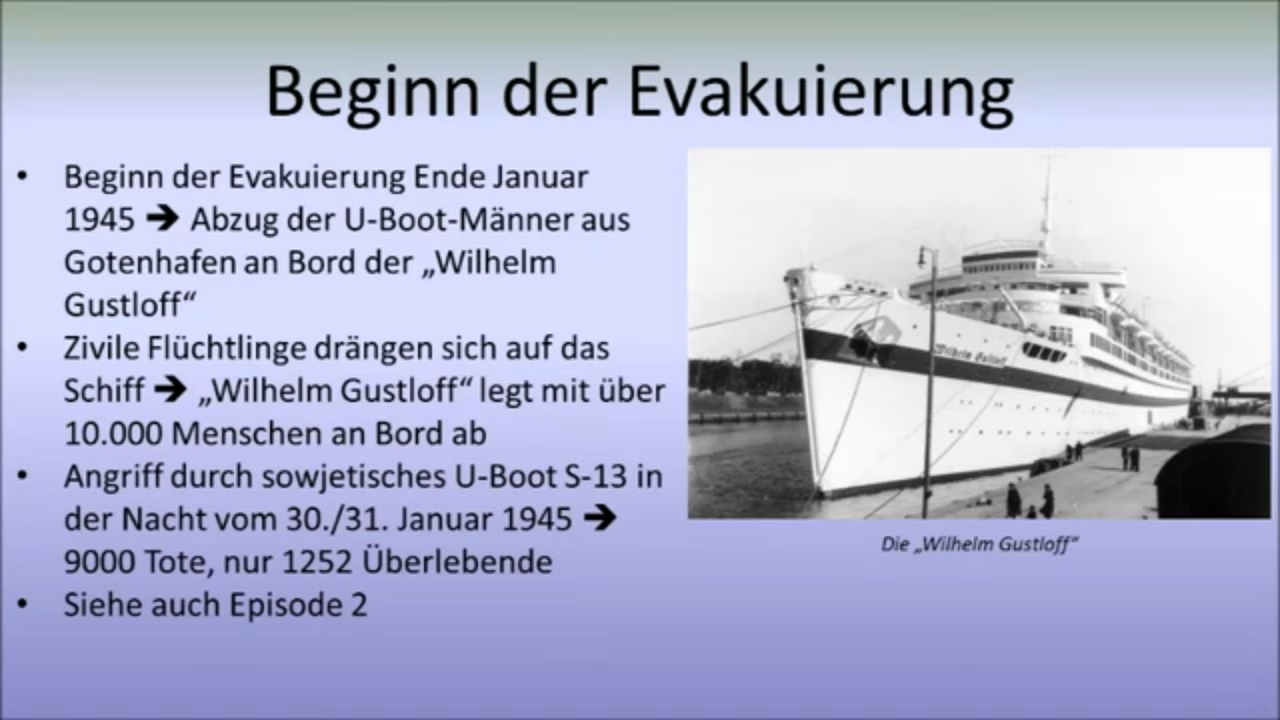 Beginn der Evakuierung
• Beginn der Evakuierung Ende Januar
1945 ➔ Abzug der U-Boot-Männer aus
Gotenhafen an Bord der „Wilhelm
Gustloff“
• Zivile Flüchtlinge drängen sich auf das
Schiff ➔ „Wilhelm Gustloff“ legt mit über
10.000 Menschen an Bord ab
• Angriff durch sowjetisches U-Boot S-13 in
der Nacht vom 30./31. Januar 1945 ➔
9000 Tote, nur 1252 Überlebende
• Siehe auch Episode 2
Wilhelm Gustloff
Die „Wilhelm Gustloff“